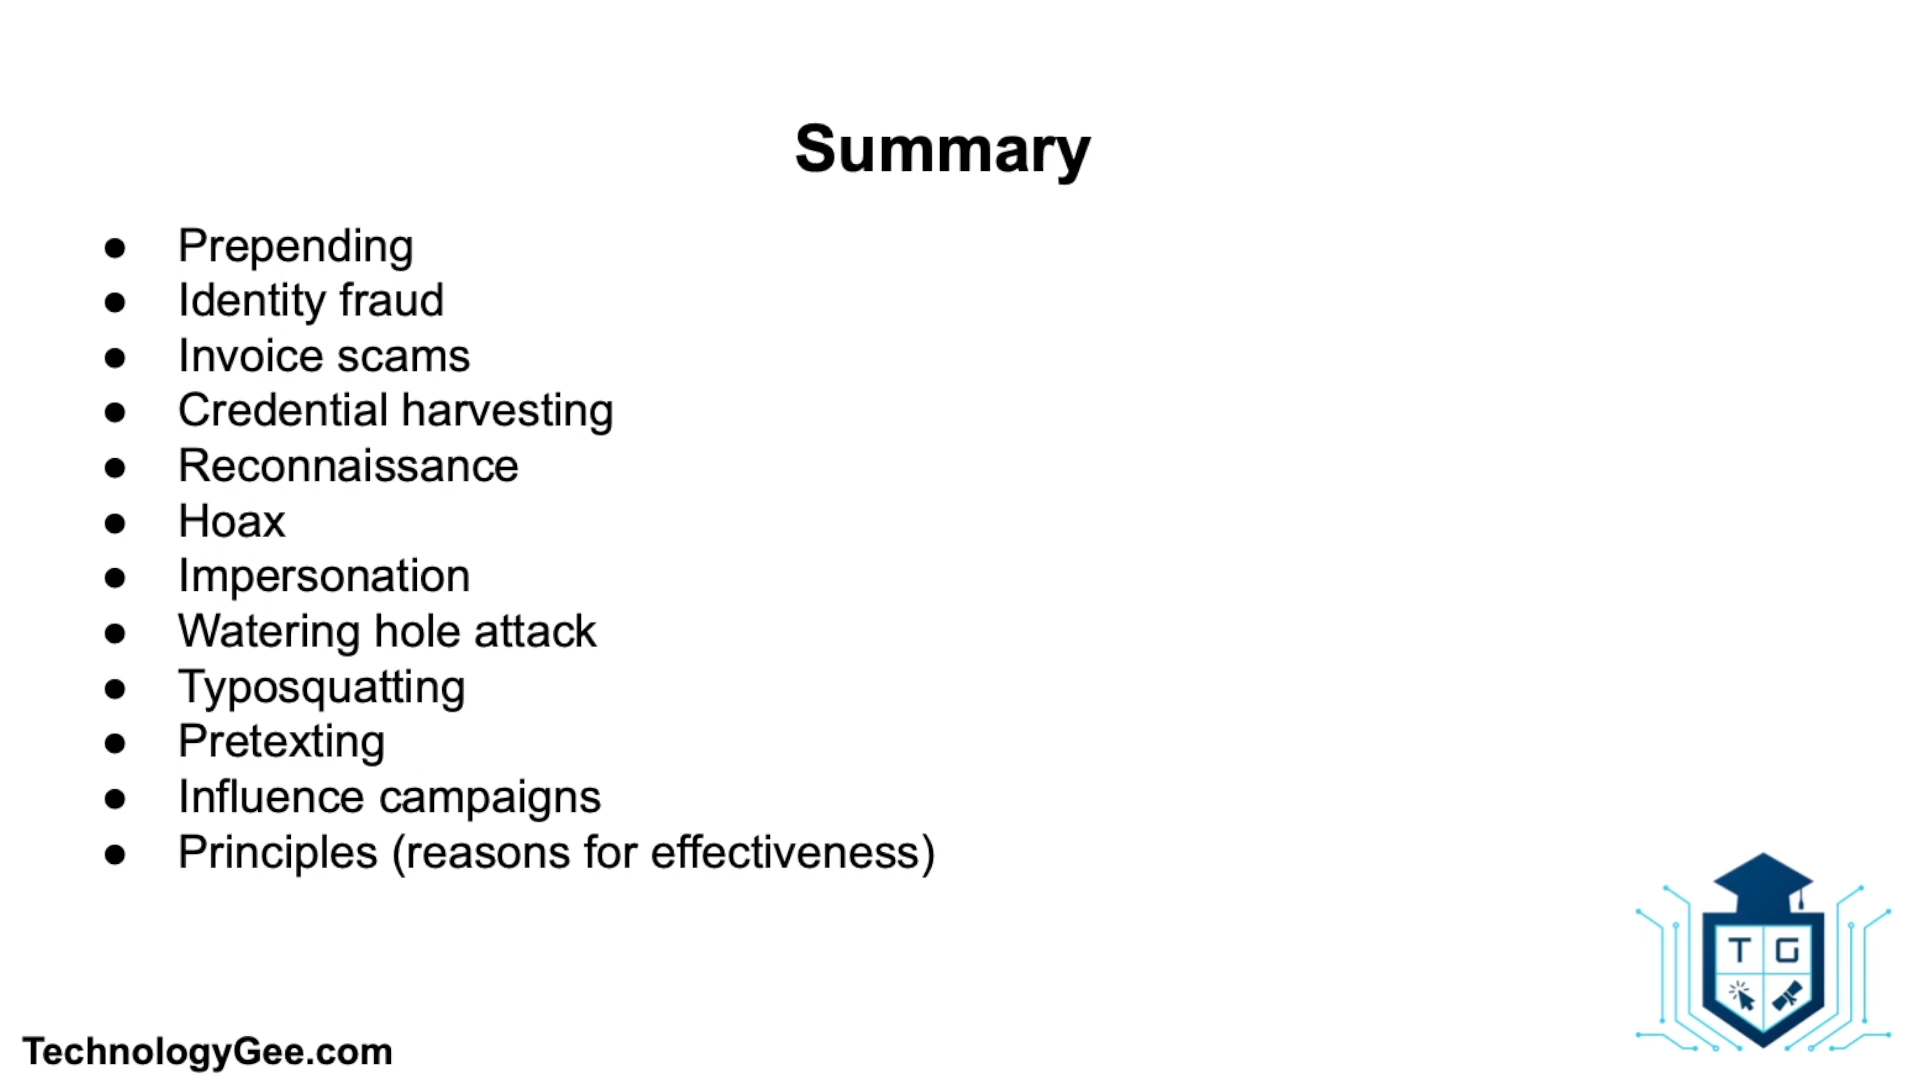 Summary
● Prepending
● Identity fraud
● Invoice scams
● Credential harvesting
● Reconnaissance
● Hoax
● Impersonation
● Watering hole attack
● Typosquatting
● Pretexting
● Influence campaigns
● Principles (reasons for effectiveness)
T G
TechnologyGee.com